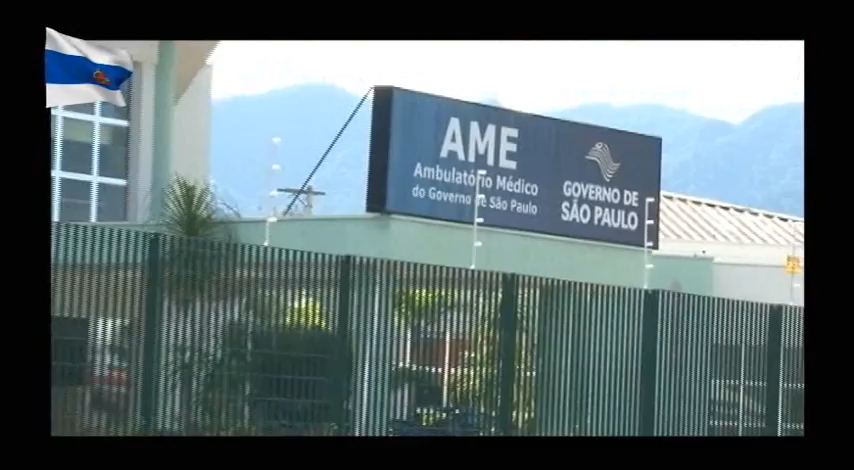 AME
Ambulatório Médico
do Governo de São Paulo
GOVERNO DE
SÃO PAULO